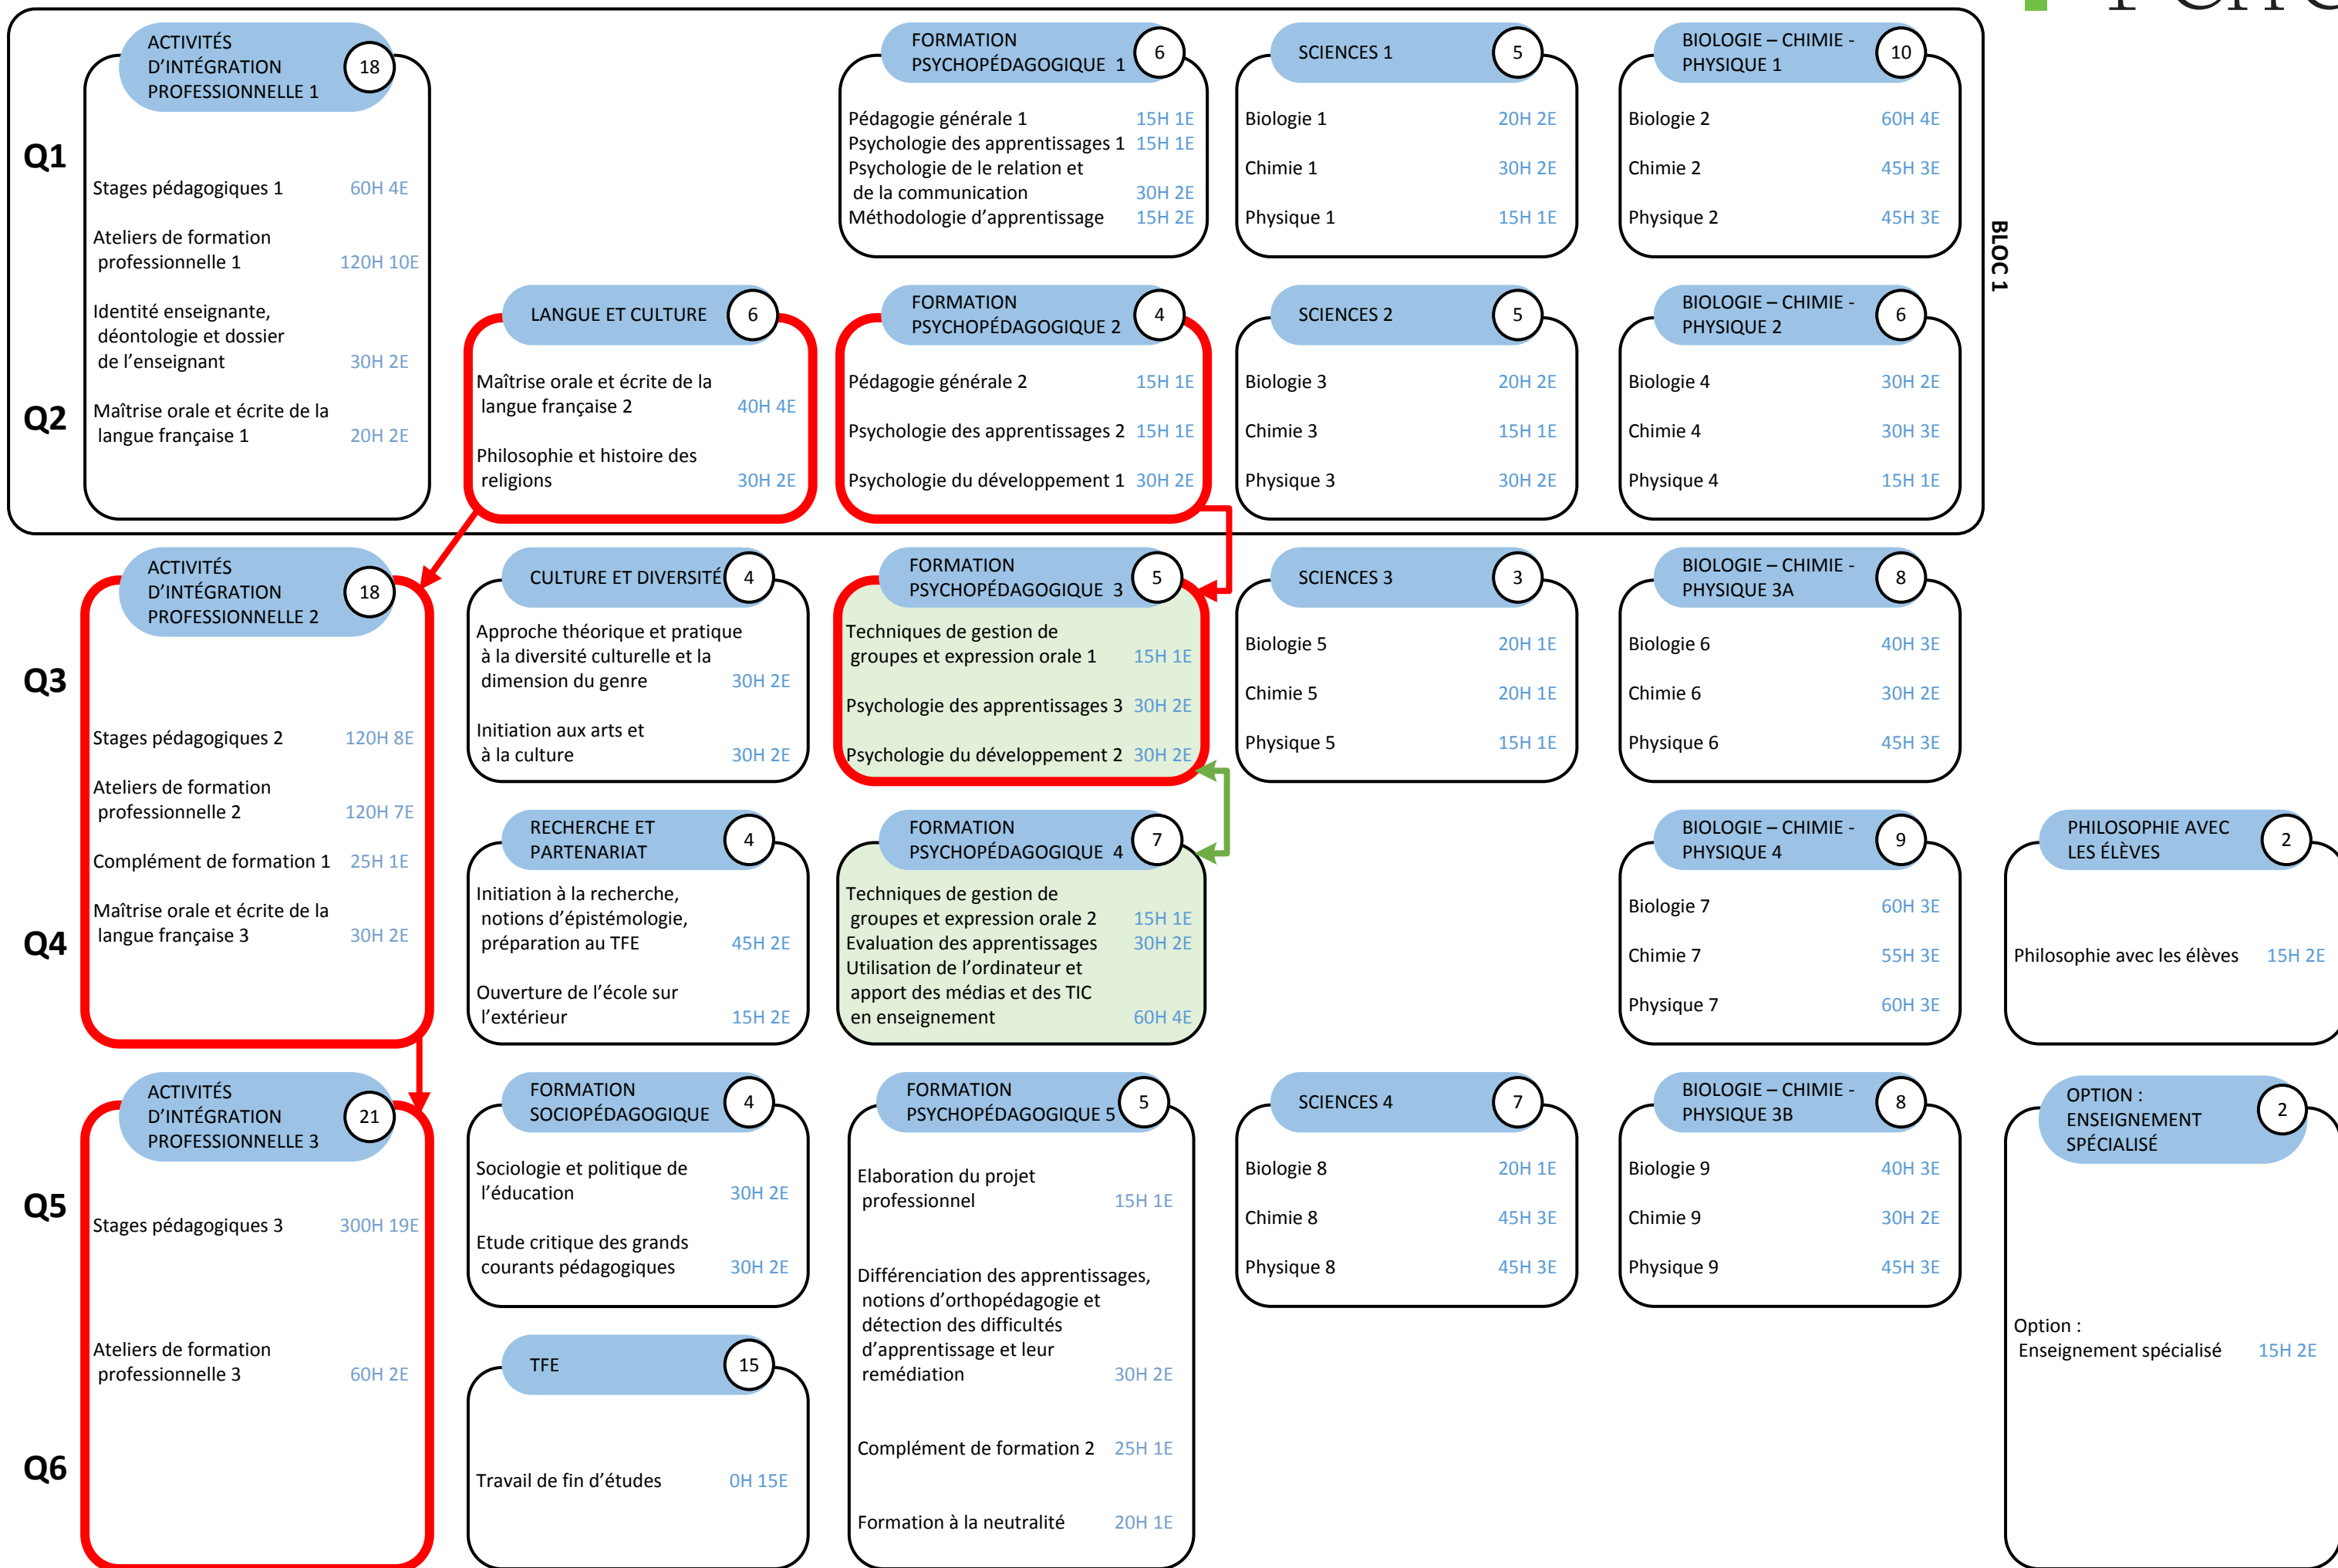 ACTIVITÉS
D'INTÉGRATION
PROFESSIONNELLE 1
18
FORMATION
PSYCHOPÉDAGOGIQUE 1
6
SCIENCES 1
5
BIOLOGIE – CHIMIE -
PHYSIQUE 1
10
Q1
Stages pédagogiques 1 60H 4E
Ateliers de formation
professionnelle 1 120H 10E
Identité enseignante,
déontologie et dossier
de l'enseignant 30H 2E
Maîtrise orale et écrite de la
langue française 1 20H 2E
Pédagogie générale 1 15H 1E
Psychologie des apprentissages 1 15H 1E
Psychologie de le relation et
de la communication 30H 2E
Méthodologie d'apprentissage 15H 2E
Biologie 1 20H 2E
Chimie 1 30H 2E
Physique 1 15H 1E
Biologie 2 60H 4E
Chimie 2 45H 3E
Physique 2 45H 3E
BLOC 1
Q2
LANGUE ET CULTURE
6
Maîtrise orale et écrite de la
langue française 2 40H 4E
Philosophie et histoire des
religions 30H 2E
FORMATION
PSYCHOPÉDAGOGIQUE 2
4
Pédagogie générale 2 15H 1E
Psychologie des apprentissages 2 15H 1E
Psychologie du développement 1 30H 2E
SCIENCES 2
5
Biologie 3 20H 2E
Chimie 3 15H 1E
Physique 3 30H 2E
BIOLOGIE – CHIMIE -
PHYSIQUE 2
6
Biologie 4 30H 2E
Chimie 4 30H 3E
Physique 4 15H 1E
ACTIVITÉS
D'INTÉGRATION
PROFESSIONNELLE 2
18
Q3
Stages pédagogiques 2 120H 8E
Ateliers de formation
professionnelle 2 120H 7E
Complément de formation 1 25H 1E
Maîtrise orale et écrite de la
langue française 3 30H 2E
CULTURE ET DIVERSITÉ
4
Approche théorique et pratique
à la diversité culturelle et la
dimension du genre 30H 2E
Initiation aux arts et
à la culture 30H 2E
FORMATION
PSYCHOPÉDAGOGIQUE 3
5
Techniques de gestion de
groupes et expression orale 1 15H 1E
Psychologie des apprentissages 3 30H 2E
Psychologie du développement 2 30H 2E
SCIENCES 3
3
Biologie 5 20H 1E
Chimie 5 20H 1E
Physique 5 15H 1E
BIOLOGIE – CHIMIE -
PHYSIQUE 3A
8
Biologie 6 40H 3E
Chimie 6 30H 2E
Physique 6 45H 3E
Q4
RECHERCHE ET
PARTENARIAT
4
Initiation à la recherche,
notions d'épistémologie,
préparation au TFE 45H 2E
Ouverture de l'école sur
l'extérieur 15H 2E
FORMATION
PSYCHOPÉDAGOGIQUE 4
7
Techniques de gestion de
groupes et expression orale 2 15H 1E
Evaluation des apprentissages 30H 2E
Utilisation de l'ordinateur et
apport des médias et des TIC
en enseignement 60H 4E
BIOLOGIE – CHIMIE -
PHYSIQUE 4
9
Biologie 7 60H 3E
Chimie 7 55H 3E
Physique 7 60H 3E
PHILOSOPHIE AVEC
LES ÉLÈVES
2
Philosophie avec les élèves 15H 2E
ACTIVITÉS
D'INTÉGRATION
PROFESSIONNELLE 3
21
Q5
Stages pédagogiques 3 300H 19E
Ateliers de formation
professionnelle 3 60H 2E
FORMATION
SOCIOPÉDAGOGIQUE
4
Sociologie et politique de
l'éducation 30H 2E
Etude critique des grands
courants pédagogiques 30H 2E
FORMATION
PSYCHOPÉDAGOGIQUE 5
5
Elaboration du projet
professionnel 15H 1E
Différenciation des apprentissages,
notions d'orthopédagogie et
détection des difficultés
d'apprentissage et leur
remédiation 30H 2E
Complément de formation 2 25H 1E
Formation à la neutralité 20H 1E
SCIENCES 4
7
Biologie 8 20H 1E
Chimie 8 45H 3E
Physique 8 45H 3E
BIOLOGIE – CHIMIE -
PHYSIQUE 3B
8
Biologie 9 40H 3E
Chimie 9 30H 2E
Physique 9 45H 3E
OPTION :
ENSEIGNEMENT
SPÉCIALISÉ
2
Option :
Enseignement spécialisé 15H 2E
Q6
TFE
15
Travail de fin d'études 0H 15E